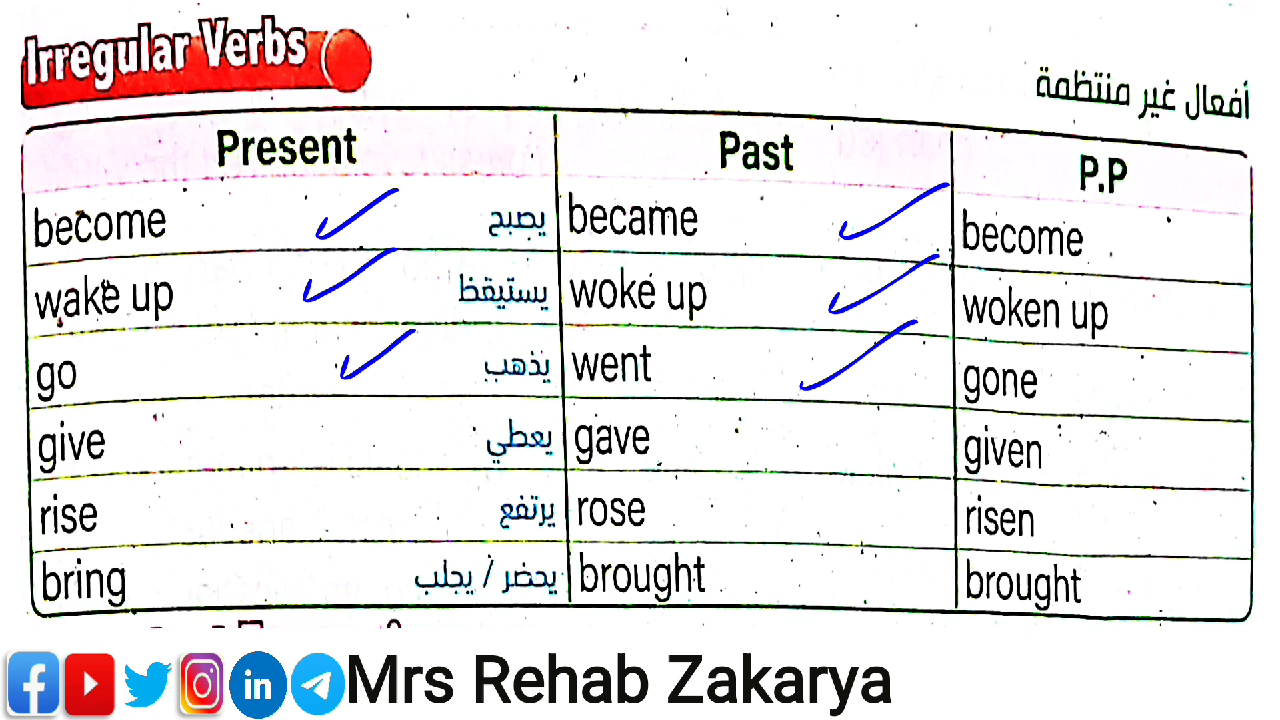 Irregular Verbs
أفعال غير منتظمة
Present Past P.P
become يصبح became become
wake up يستيقظ woke up woken up
go يذهب went gone
give يعطي gave given
rise يرتفع rose risen
bring يحضر / يجلب brought brought
Mrs Rehab Zakarya